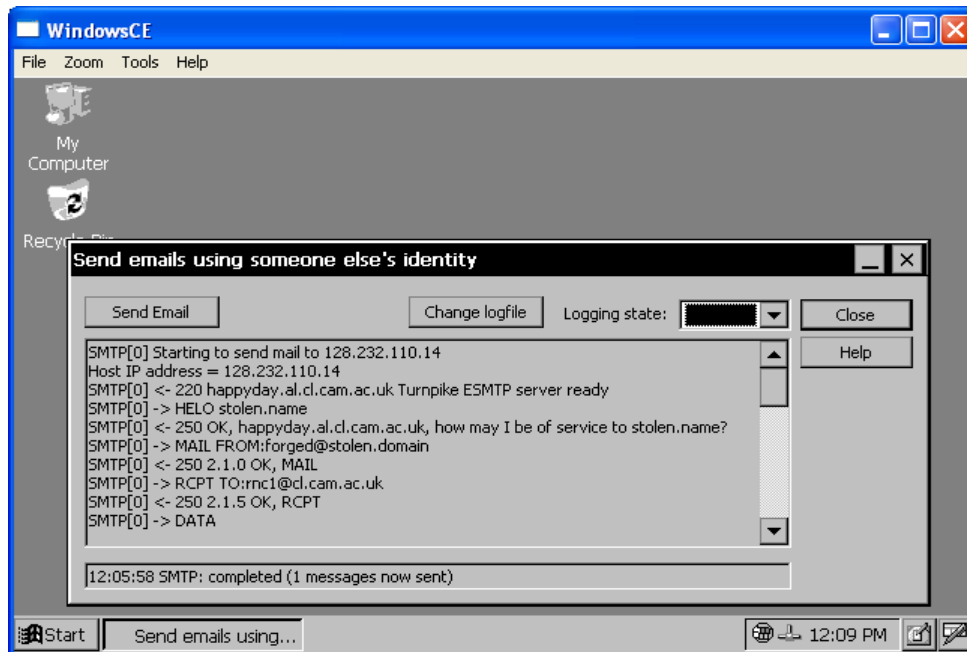 WindowsCE
File Zoom Tools Help
My
Computer
Send emails using someone else's identity
Send Email Change logfile Logging state: Close
Help
SMTP[0] Starting to send mail to 128.232.110.14
Host IP address = 128.232.110.14
SMTP[0] <- 220 happyday.al.cl.cam.ac.uk Turnpike ESMTP server ready
SMTP[0] -> HELO stolen.name
SMTP[0] <- 250 OK, happyday.al.cl.cam.ac.uk, how may I be of service to stolen.name?
SMTP[0] -> MAIL FROM:forged@stolen.domain
SMTP[0] <- 250 2.1.0 OK, MAIL
SMTP[0] -> RCPT TO:rnc1@cl.cam.ac.uk
SMTP[0] <- 250 2.1.5 OK, RCPT
SMTP[0] -> DATA
12:05:58 SMTP: completed (1 messages now sent)
Start Send emails using... 12:09 PM